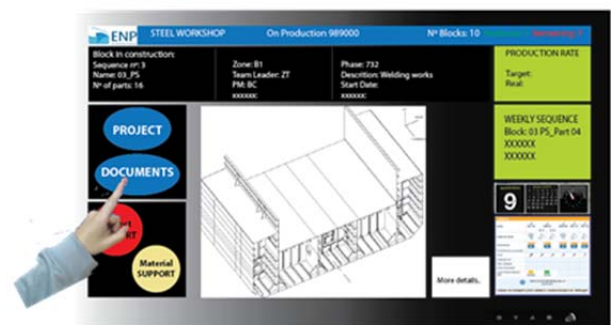 ENP
STEEL WORKSHOP
On Production 989000
Nº Blocks: 10
Block in construction:
Sequence nº: 3
Name: 03_PS
Nº of parts: 16
Zone: B1
Team Leader: ZT
PM: BC
xxxxxx:
Phase: 732
Descrition: Welding works
Start Date:
xxxxxx:
PRODUCTION RATE
Target:
Real:
PROJECT
DOCUMENTS
Material
SUPPORT
WEEKLY SEQUENCE
Block: 03 PS_Part 04
XXXXXX
XXXXXX
9
More details.